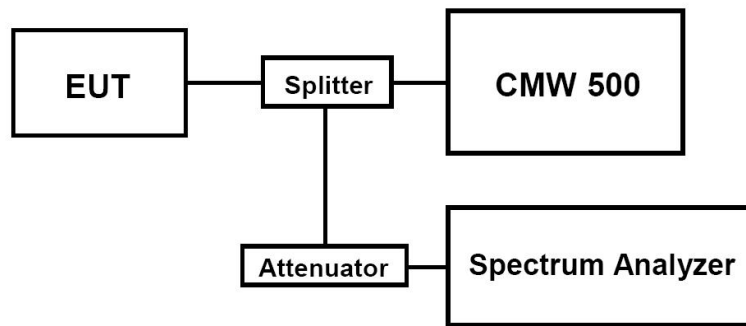 EUT
Splitter
CMW 500
Attenuator
Spectrum Analyzer